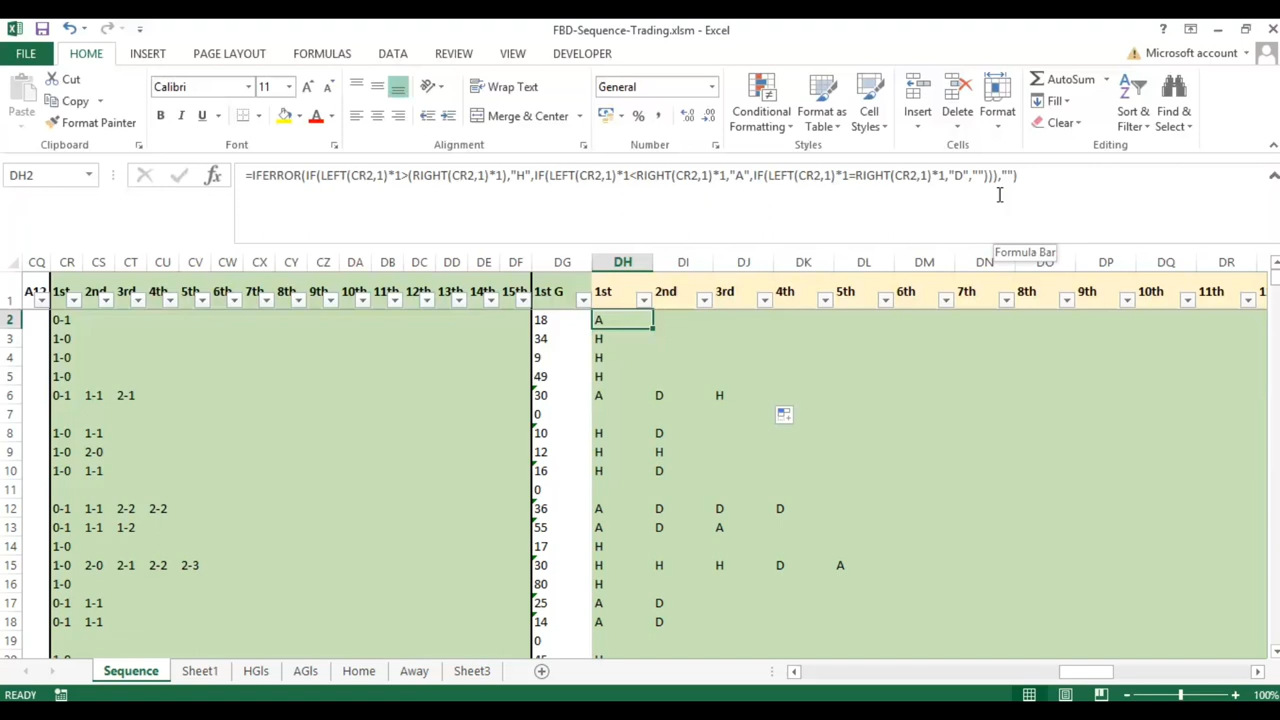 FBD-Sequence-Trading.xlsm - Excel
FILE HOME INSERT PAGE LAYOUT FORMULAS DATA REVIEW VIEW DEVELOPER Microsoft account
Paste Cut Copy Format Painter Clipboard
Calibri 11 A A B I U A Font
Wrap Text Merge & Center Alignment
General % , Number
Conditional Formatting Format as Table Cell Styles Styles
Insert Delete Format Cells
AutoSum Fill Clear Sort & Filter Find & Select Editing
DH2 fx =IFERROR(IF(LEFT(CR2,1)*1>(RIGHT(CR2,1)*1),"H",IF(LEFT(CR2,1)*1<RIGHT(CR2,1)*1,"A",IF(LEFT(CR2,1)*1=RIGHT(CR2,1)*1,"D",""))),"")
Formula Bar
CQ CR CS CT CU CV CW CX CY CZ DA DB DC DD DE DF DG DH DI DJ DK DL DM DN DO DP DQ DR
1 A12 1st 2nd 3rd 4th 5th 6th 7th 8th 9th 10th 11th 12th 13th 14th 15th 1st G 1st 2nd 3rd 4th 5th 6th 7th 8th 9th 10th 11th
2 0-1 18 A
3 1-0 34 H
4 1-0 9 H
5 1-0 49 H
6 0-1 1-1 2-1 30 A D H
7 0
8 1-0 1-1 10 H D
9 1-0 2-0 12 H H
10 1-0 1-1 16 H D
11 0
12 0-1 1-1 2-2 2-2 36 A D D D
13 0-1 1-1 1-2 55 A D A
14 1-0 17 H
15 1-0 2-0 2-1 2-2 2-3 30 H H H D A
16 1-0 80 H
17 0-1 1-1 25 A D
18 0-1 1-1 14 A D
19 0
Sequence Sheet1 HGls AGls Home Away Sheet3
READY 100%